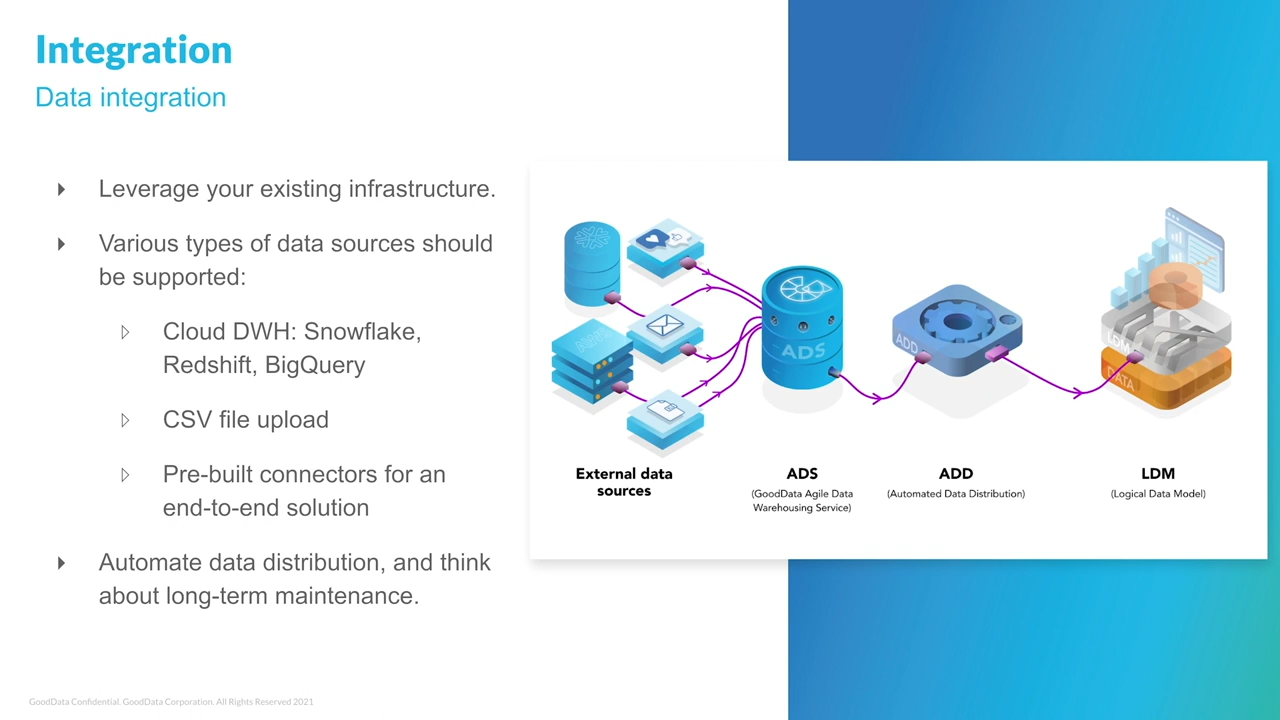 Integration
Data integration
Leverage your existing infrastructure.
Various types of data sources should
be supported:
Cloud DWH: Snowflake,
Redshift, BigQuery
CSV file upload
Pre-built connectors for an
end-to-end solution
Automate data distribution, and think
about long-term maintenance.
ADS
ADD
LDM
DATA
External data
sources
ADS
(GoodData Agile Data
Warehousing Service)
ADD
(Automated Data Distribution)
LDM
(Logical Data Model)
GoodData Confidential. GoodData Corporation. All Rights Reserved 2021